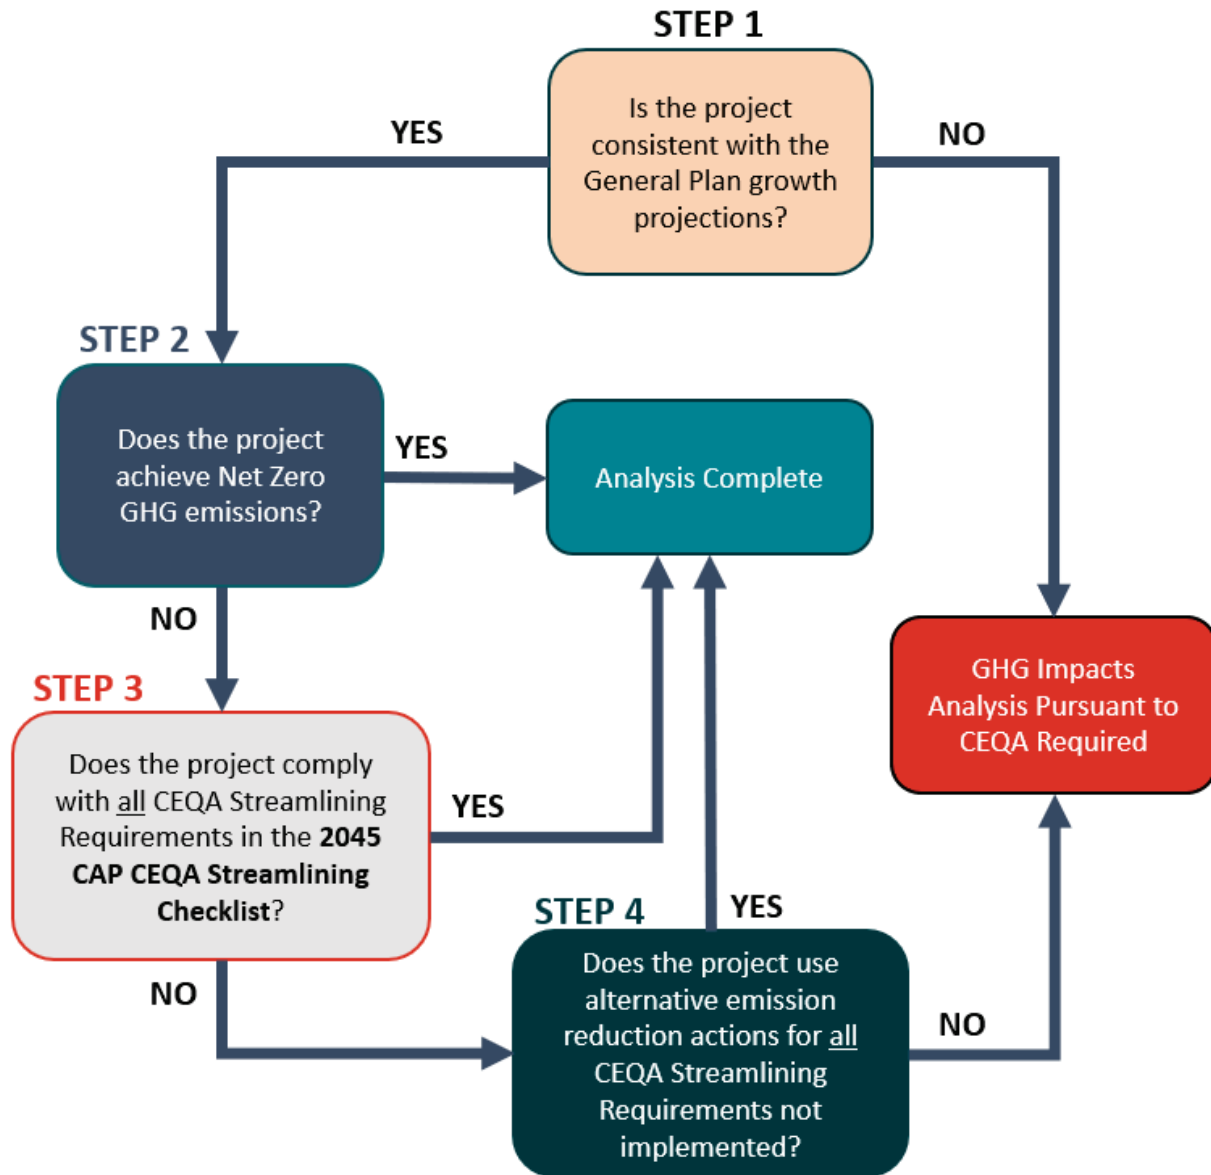 STEP 1
Is the project
consistent with the
General Plan growth
projections?
YES
NO
STEP 2
Does the project
achieve Net Zero
GHG emissions?
YES
Analysis Complete
NO
GHG Impacts
Analysis Pursuant to
CEQA Required
STEP 3
Does the project comply
with all CEQA Streamlining
Requirements in the 2045
CAP CEQA Streamlining
Checklist?
YES
NO
STEP 4
YES
Does the project use
alternative emission
reduction actions for all
CEQA Streamlining
Requirements not
implemented?
NO